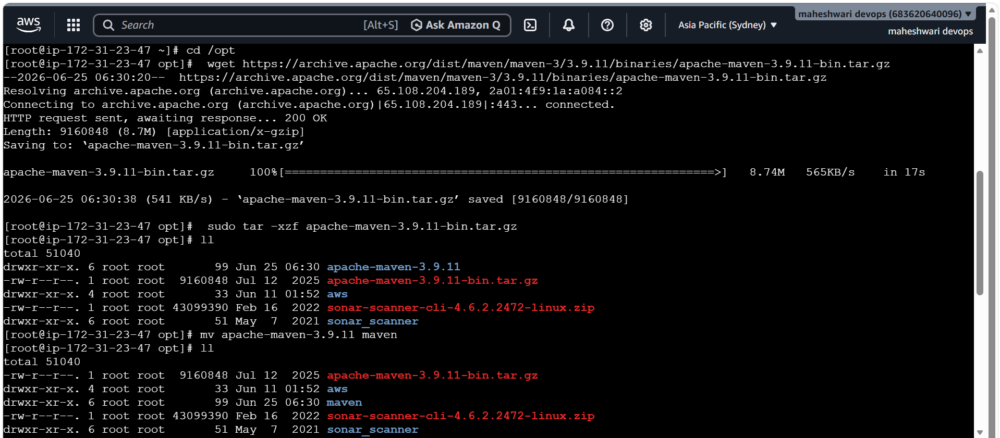 aws
Search [Alt+S] Ask Amazon Q
Asia Pacific (Sydney) ▼
maheshwari devops (683620640096) ▼
maheshwari devops
[root@ip-172-31-23-47 ~]# cd /opt
[root@ip-172-31-23-47 opt]#  wget https://archive.apache.org/dist/maven/maven-3/3.9.11/binaries/apache-maven-3.9.11-bin.tar.gz
--2026-06-25 06:30:20--  https://archive.apache.org/dist/maven/maven-3/3.9.11/binaries/apache-maven-3.9.11-bin.tar.gz
Resolving archive.apache.org (archive.apache.org)... 65.108.204.189, 2a01:4f9:1a:a084::2
Connecting to archive.apache.org (archive.apache.org)|65.108.204.189|:443... connected.
HTTP request sent, awaiting response... 200 OK
Length: 9160848 (8.7M) [application/x-gzip]
Saving to: ‘apache-maven-3.9.11-bin.tar.gz’
apache-maven-3.9.11-bin.tar.gz     100%[=============================================================>]   8.74M   565KB/s    in 17s
2026-06-25 06:30:38 (541 KB/s) - ‘apache-maven-3.9.11-bin.tar.gz’ saved [9160848/9160848]
[root@ip-172-31-23-47 opt]#  sudo tar -xzf apache-maven-3.9.11-bin.tar.gz
[root@ip-172-31-23-47 opt]# ll
total 51040
drwxr-xr-x. 6 root root       99 Jun 25 06:30 apache-maven-3.9.11
-rw-r--r--. 1 root root  9160848 Jul 12  2025 apache-maven-3.9.11-bin.tar.gz
drwxr-xr-x. 4 root root       33 Jun 11 01:52 aws
-rw-r--r--. 1 root root 43099390 Feb 16  2022 sonar-scanner-cli-4.6.2.2472-linux.zip
drwxr-xr-x. 6 root root       51 May  7  2021 sonar_scanner
[root@ip-172-31-23-47 opt]# mv apache-maven-3.9.11 maven
[root@ip-172-31-23-47 opt]# ll
total 51040
-rw-r--r--. 1 root root  9160848 Jul 12  2025 apache-maven-3.9.11-bin.tar.gz
drwxr-xr-x. 4 root root       33 Jun 11 01:52 aws
drwxr-xr-x. 6 root root       99 Jun 25 06:30 maven
-rw-r--r--. 1 root root 43099390 Feb 16  2022 sonar-scanner-cli-4.6.2.2472-linux.zip
drwxr-xr-x. 6 root root       51 May  7  2021 sonar_scanner